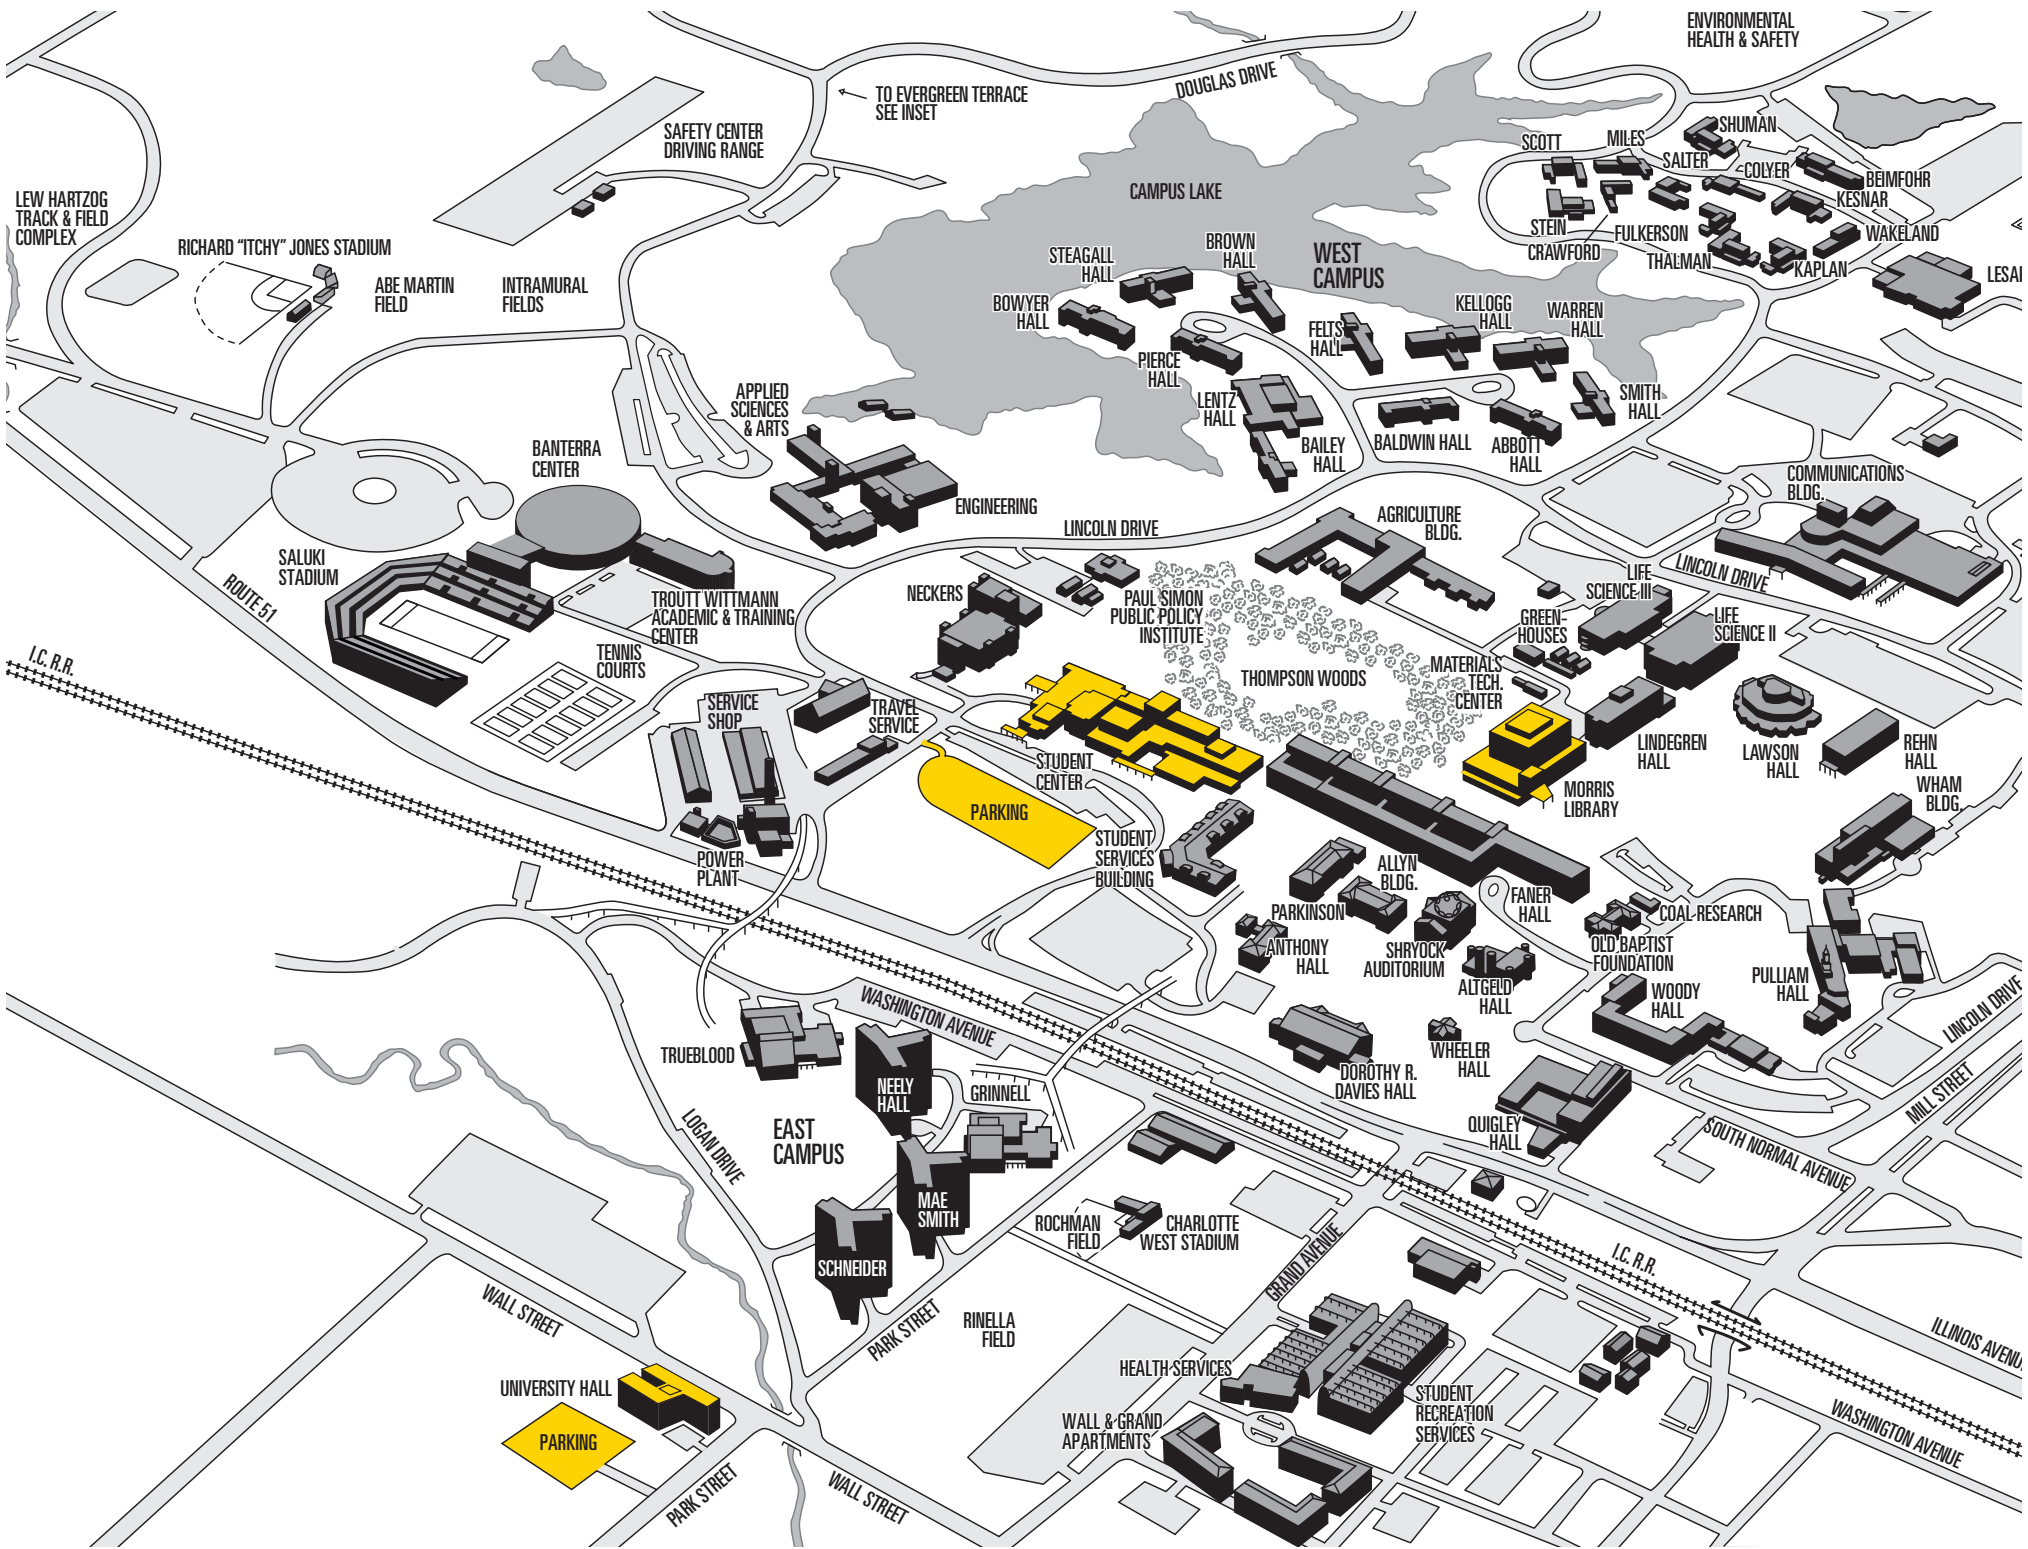 ENVIRONMENTAL
HEALTH & SAFETY
DOUGLAS DRIVE
TO EVERGREEN TERRACE
SEE INSET
SAFETY CENTER
DRIVING RANGE
SHUMAN
SCOTT
MILES
SALTER
COLYER
BEIMFOHR
KESNAR
CAMPUS LAKE
LEW HARTZOG
TRACK & FIELD
COMPLEX
RICHARD “ITCHY” JONES STADIUM
STEIN
CRAWFORD
FULKERSON
WAKELAND
THALMAN
KAPLAN
BROWN
HALL
STEAGALL
HALL
WEST
CAMPUS
ABE MARTIN
FIELD
INTRAMURAL
FIELDS
BOWYER
HALL
KELLOGG
HALL
WARREN
HALL
FELTS
HALL
PIERCE
HALL
LENTZ
HALL
SMITH
HALL
APPLIED
SCIENCES
& ARTS
BALDWIN HALL
ABBOTT
HALL
BAILEY
HALL
BANTERRA
CENTER
COMMUNICATIONS
BLDG.
ENGINEERING
LINCOLN DRIVE
AGRICULTURE
BLDG.
SALUKI
STADIUM
ROUTE 51
LINCOLN DRIVE
LIFE
SCIENCE III
NECKERS
TROUTT WITTMANN
ACADEMIC & TRAINING
CENTER
PAUL SIMON
PUBLIC POLICY
INSTITUTE
GREEN-
HOUSES
LIFE
SCIENCE II
I.C. R.R.
TENNIS
COURTS
THOMPSON WOODS
MATERIALS
TECH.
CENTER
SERVICE
SHOP
TRAVEL
SERVICE
LINDEGREN
HALL
LAWSON
HALL
REHN
HALL
STUDENT
CENTER
MORRIS
LIBRARY
WHAM
BLDG.
PARKING
STUDENT
SERVICES
BUILDING
POWER
PLANT
ALLYN
BLDG.
PARKINSON
FANER
HALL
COAL RESEARCH
ANTHONY
HALL
SHRYOCK
AUDITORIUM
OLD BAPTIST
FOUNDATION
ALTGELD
HALL
WOODY
HALL
PULLIAM
HALL
LINCOLN DRIVE
WASHINGTON AVENUE
TRUEBLOOD
NEELY
HALL
GRINNELL
DOROTHY R.
DAVIES HALL
WHEELER
HALL
MILL STREET
EAST
CAMPUS
LOGAN DRIVE
QUIGLEY
HALL
SOUTH NORMAL AVENUE
MAE
SMITH
ROCHMAN
FIELD
CHARLOTTE
WEST STADIUM
SCHNEIDER
GRAND AVENUE
I.C. R.R.
WALL STREET
PARK STREET
RINELLA
FIELD
HEALTH SERVICES
UNIVERSITY HALL
STUDENT
RECREATION
SERVICES
WALL & GRAND
APARTMENTS
WASHINGTON AVENUE
PARKING
PARK STREET
WALL STREET